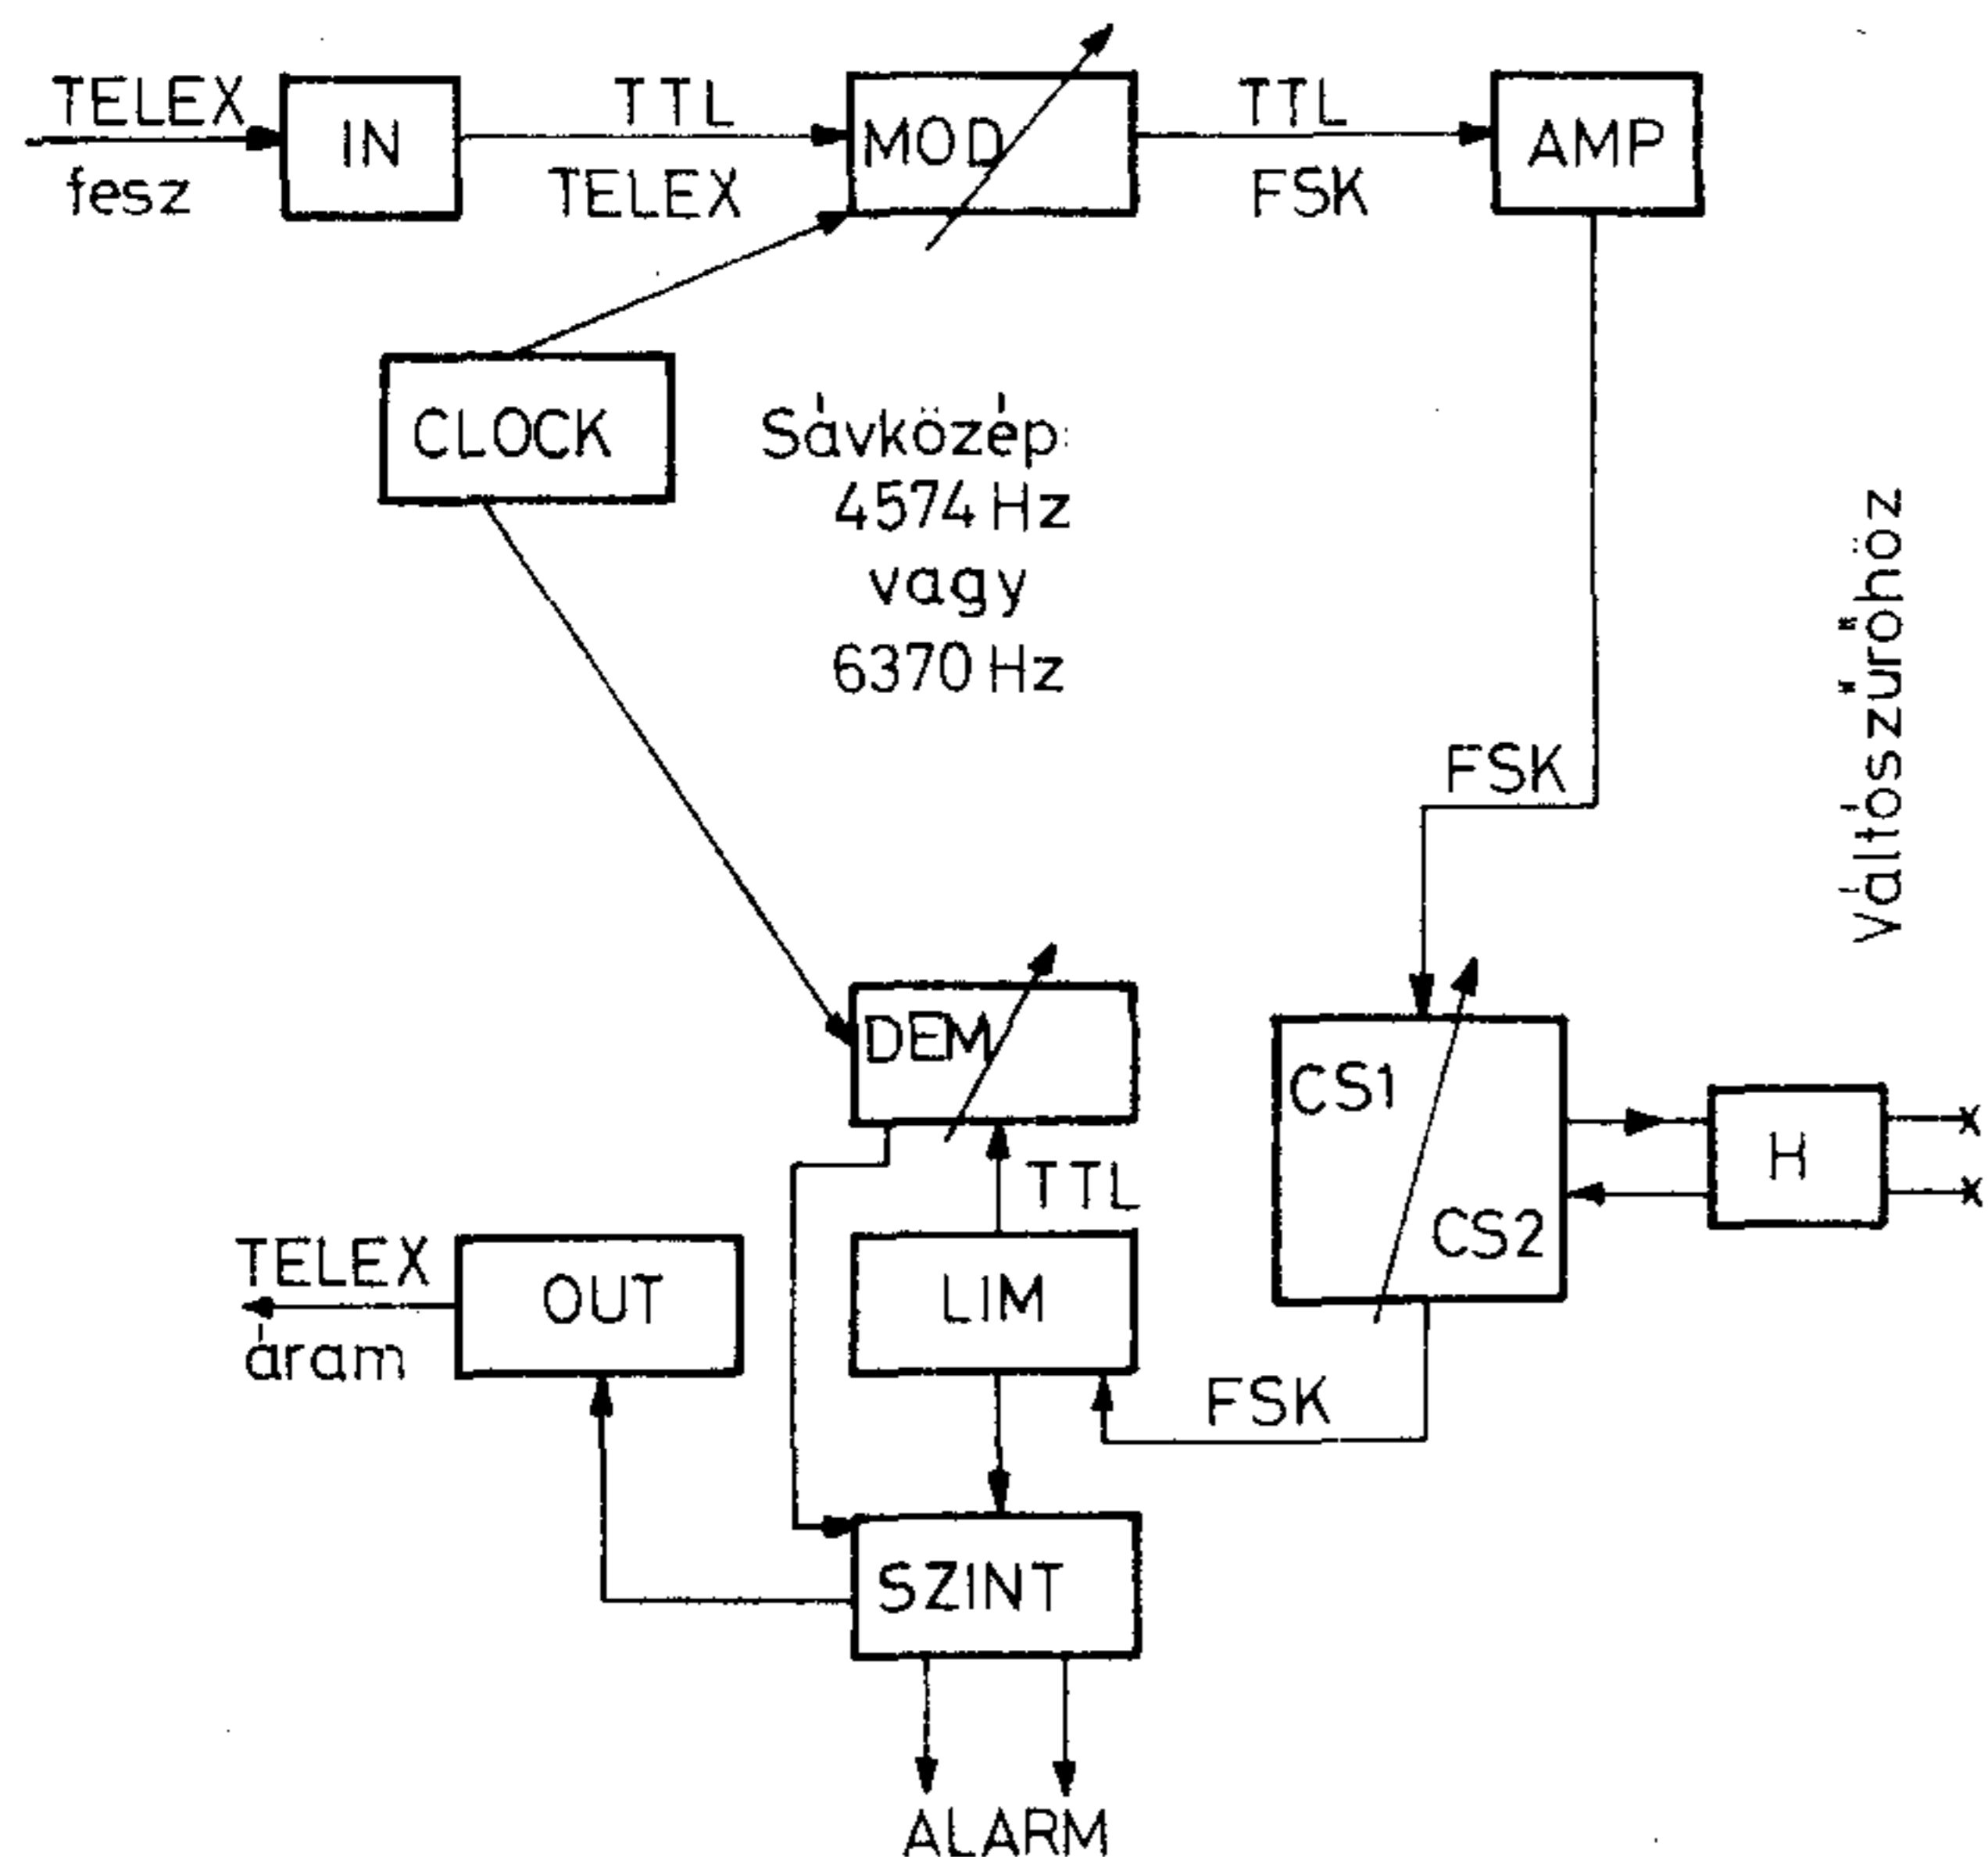 TELEX
fesz
IN
TTL
TELEX
MOD
TTL
FSK
AMP
CLOCK
Sávközép:
4574 Hz
vagy
6370 Hz
FSK
Váltószűrőhöz
DEM
CS1
CS2
H
TTL
TELEX
áram
OUT
LIM
FSK
SZINT
ALARM